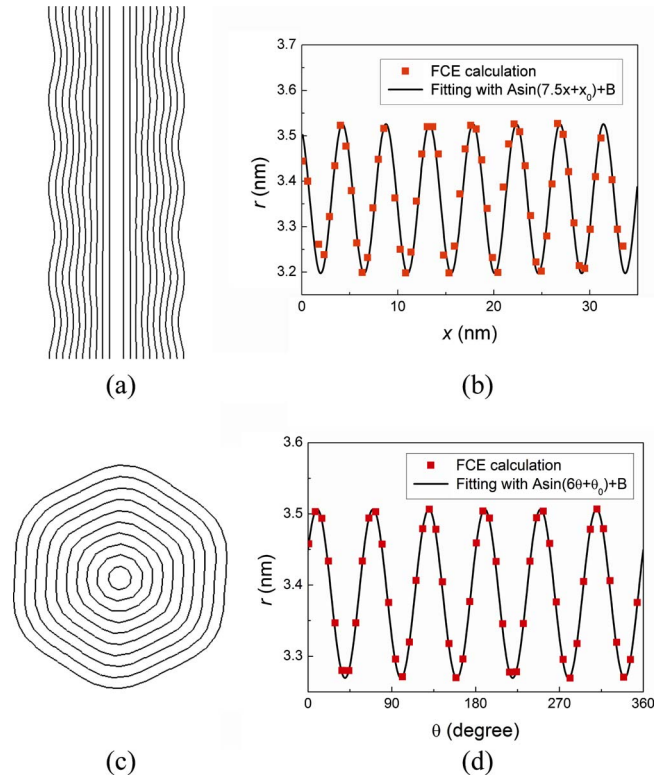 (a)
3.7
3.6
3.5
3.4
3.3
3.2
r (nm)
FCE calculation
Fitting with Asin(7.5x+x₀)+B
0 10 20 30
x (nm)
(b)
(c)
3.6
3.5
3.4
3.3
r (nm)
FCE calculation
Fitting with Asin(6θ+θ₀)+B
0 90 180 270 360
θ (degree)
(d)